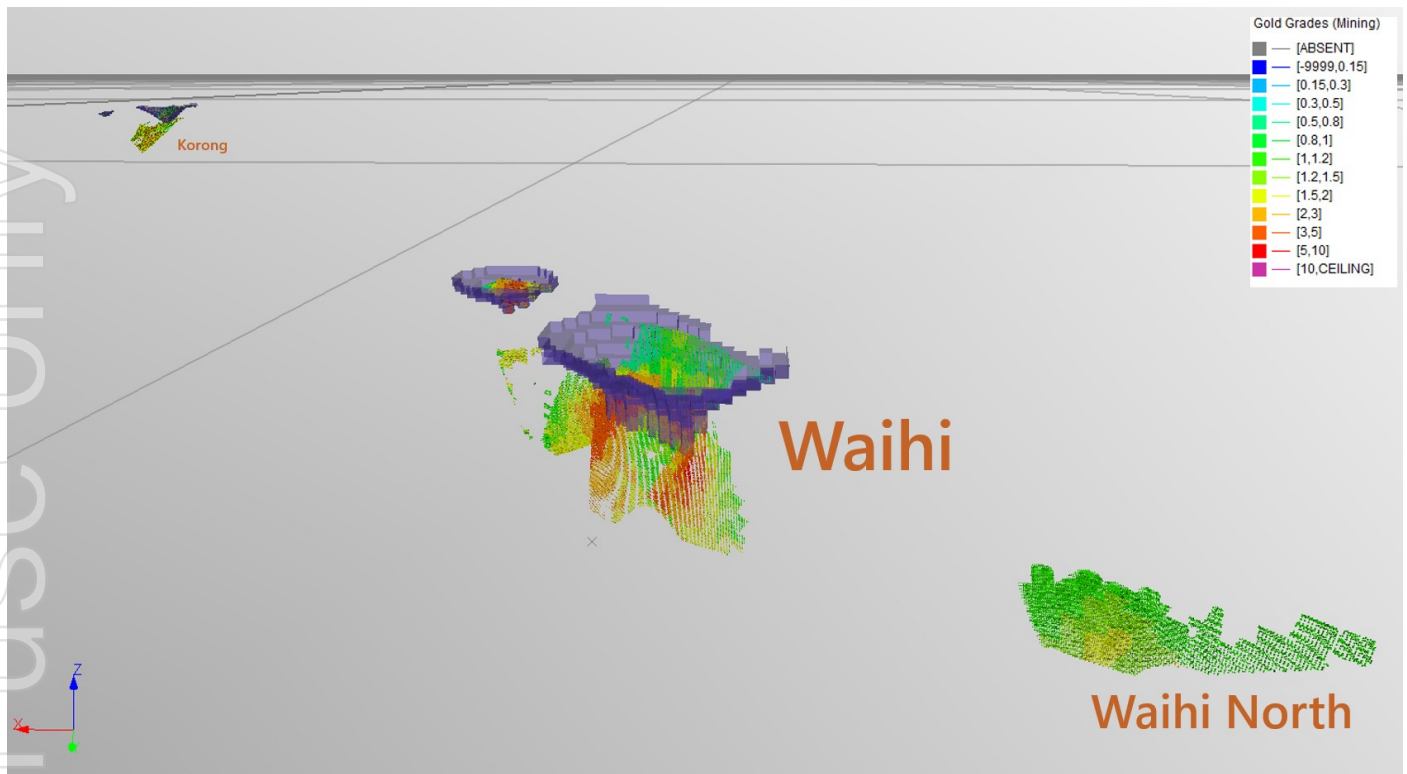 Gold Grades (Mining)
[ABSENT]
[-9999,0.15]
[0.15,0.3]
[0.3,0.5]
[0.5,0.8]
[0.8,1]
[1,1.2]
[1.2,1.5]
[1.5,2]
[2,3]
[3,5]
[5,10]
[10,CEILING]
Korong
Waihi
Waihi North
Z
X